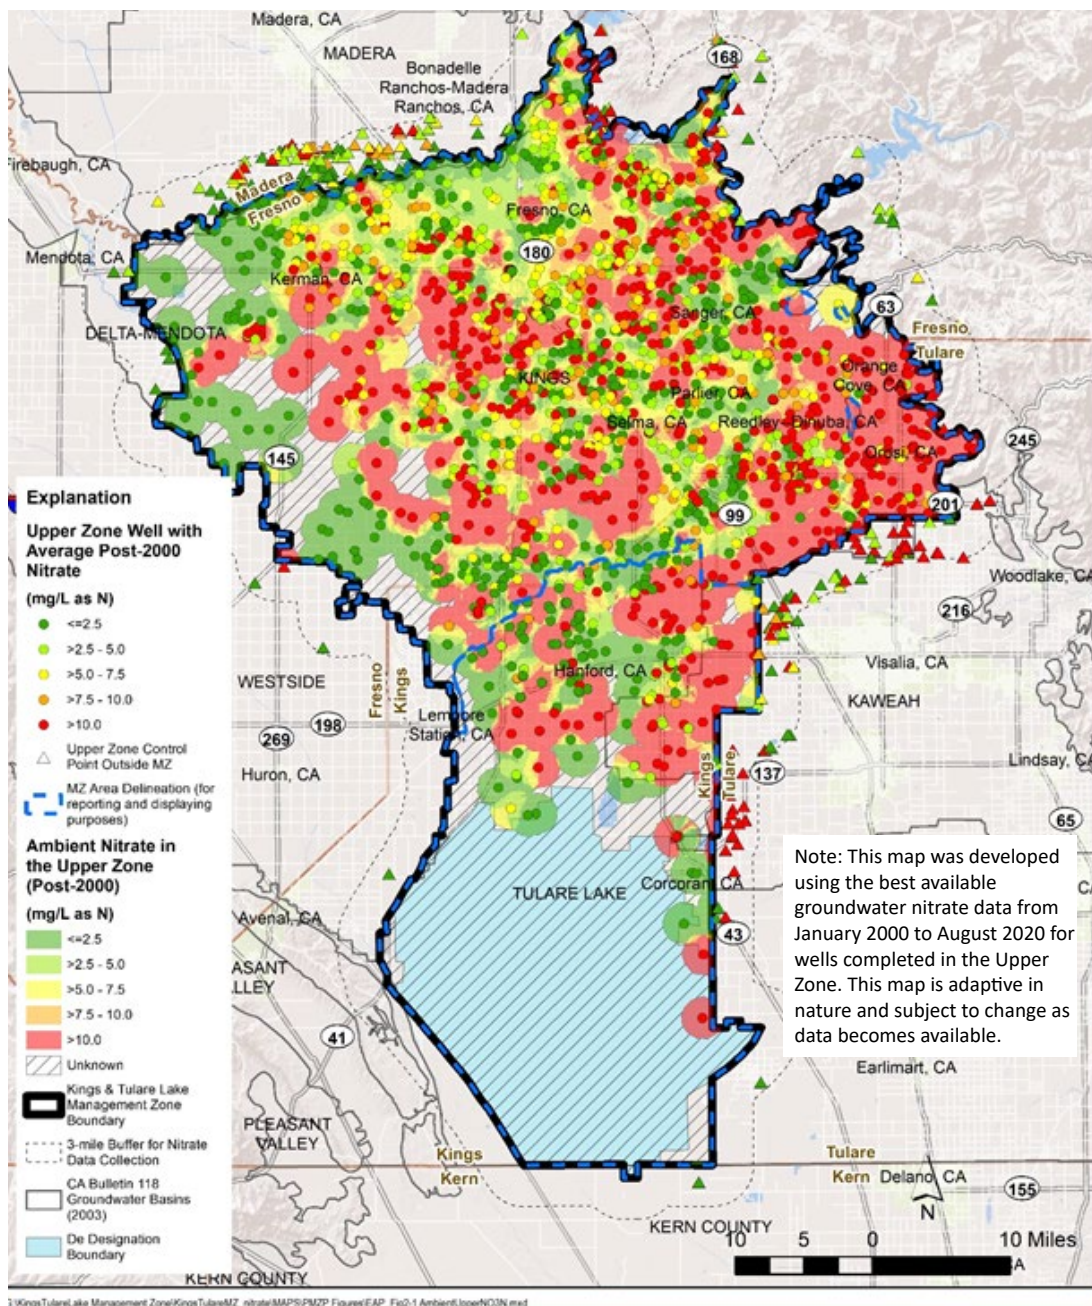 Madera, CA
MADERA
168
Bonadelle
Ranchos-Madera
Ranchos, CA
Firebaugh, CA
Madera
Fresno
Fresno, CA
180
Mendota, CA
Kerman, CA
63
Sanger, CA
DELTA-MENDOTA
Fresno
Tulare
Orange
Cove, CA
KINGS
Parlier, CA
Selma, CA
Reedley
Dinuba, CA
245
Orosi, CA
145
201
99
Woodlake, CA
216
Hanford, CA
Visalia, CA
WESTSIDE
Fresno
Kings
KAWEAH
Lemoore
Station, CA
198
269
Kings
Tulare
137
Lindsay, CA
Huron, CA
65
TULARE LAKE
Corcoran, CA
Avenal, CA
43
ASANT
LLEY
41
Earlimart, CA
PLEASANT
VALLEY
Kings
Kern
Tulare
Kern
Delano, CA
155
KERN COUNTY
KERN COUNTY
Explanation
Upper Zone Well with
Average Post-2000
Nitrate
(mg/L as N)
<=2.5
>2.5 - 5.0
>5.0 - 7.5
>7.5 - 10.0
>10.0
Upper Zone Control
Point Outside MZ
MZ Area Delineation (for
reporting and displaying
purposes)
Ambient Nitrate in
the Upper Zone
(Post-2000)
(mg/L as N)
<=2.5
>2.5 - 5.0
>5.0 - 7.5
>7.5 - 10.0
>10.0
Unknown
Kings & Tulare Lake
Management Zone
Boundary
3-mile Buffer for Nitrate
Data Collection
CA Bulletin 118
Groundwater Basins
(2003)
De Designation
Boundary
Note: This map was developed
using the best available
groundwater nitrate data from
January 2000 to August 2020 for
wells completed in the Upper
Zone. This map is adaptive in
nature and subject to change as
data becomes available.
N
10 5 0 10 Miles